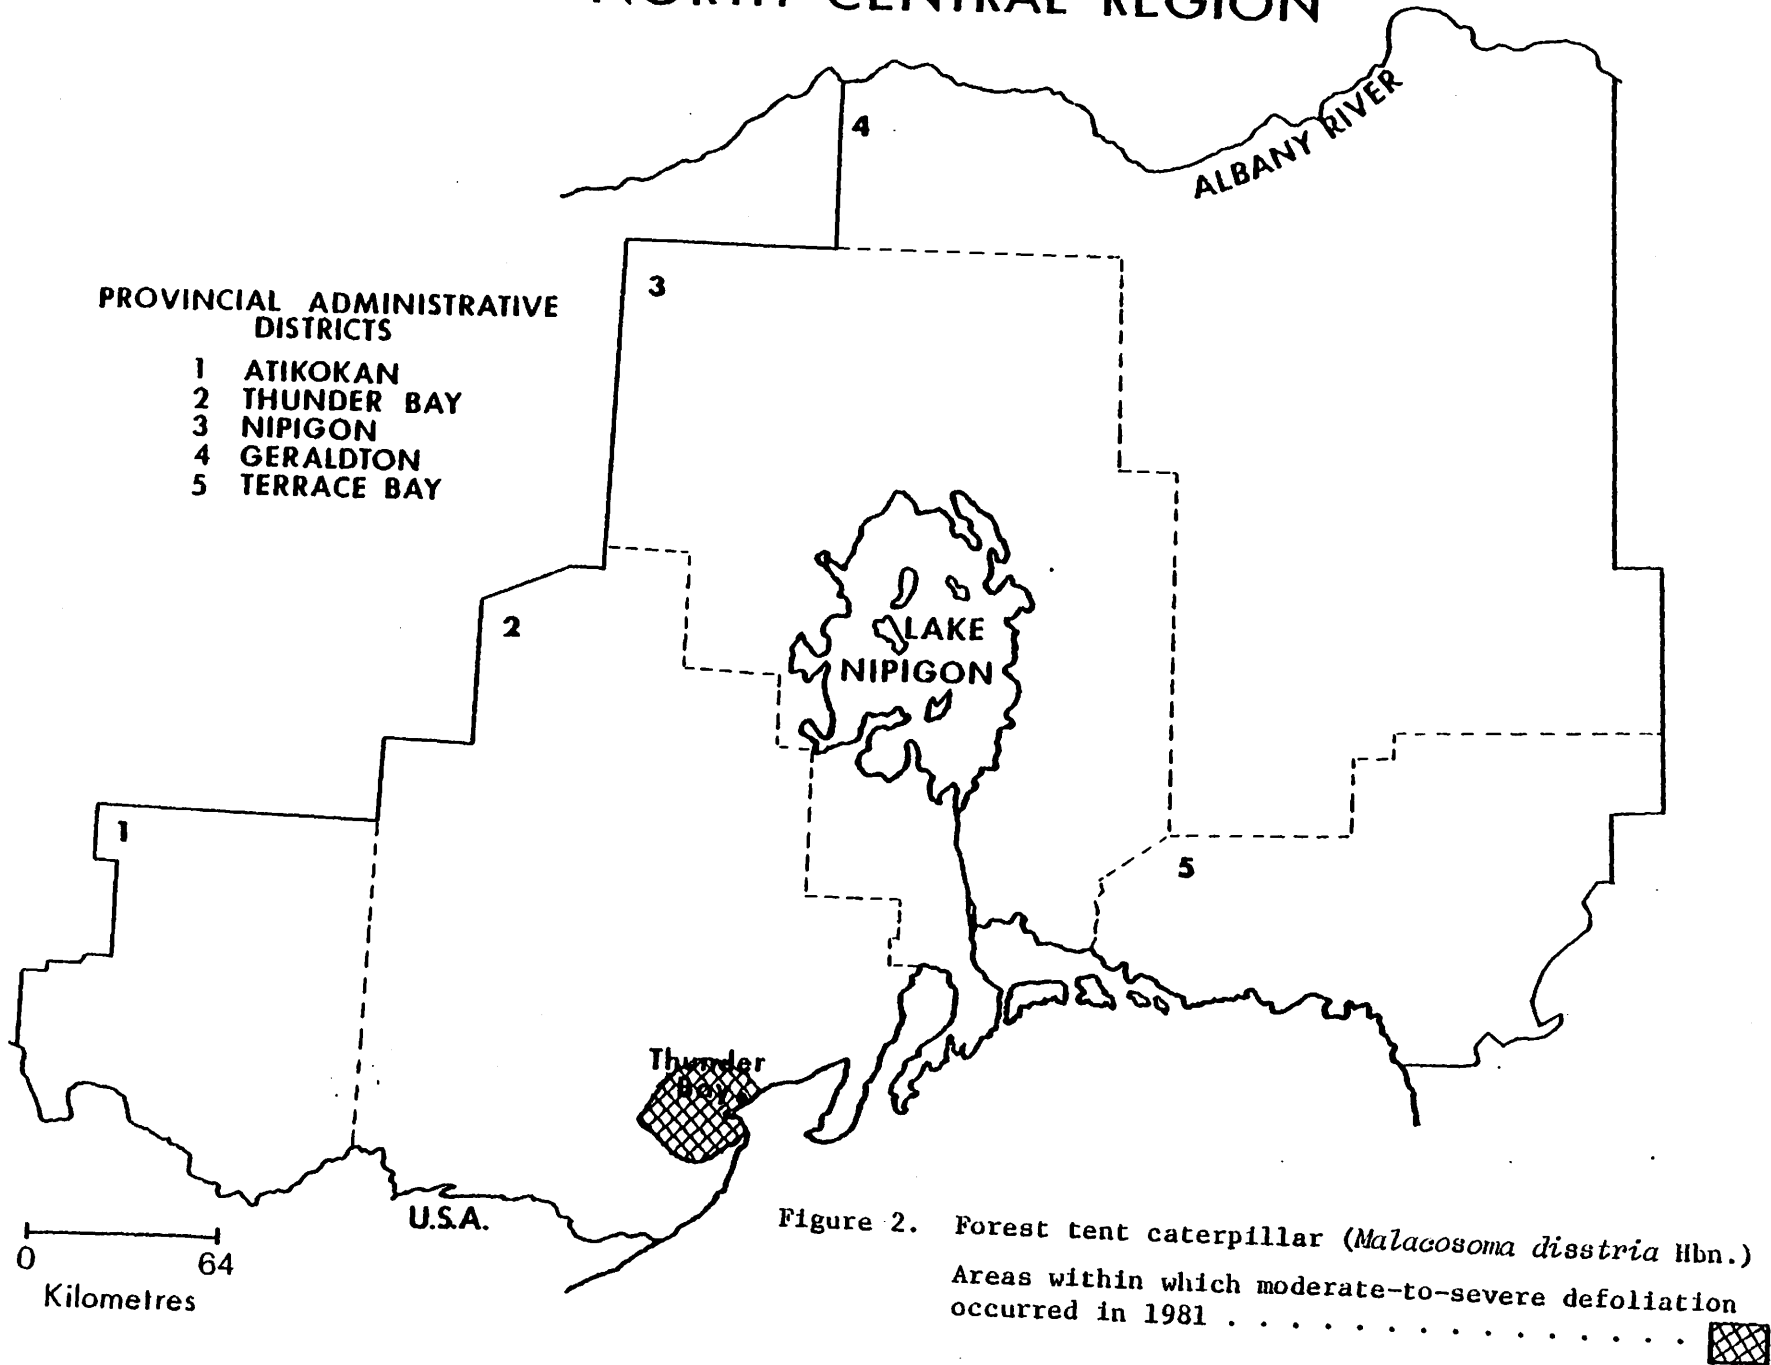 NORTH CENTRAL REGION
4
ALBANY RIVER
3
PROVINCIAL ADMINISTRATIVE
DISTRICTS
1 ATIKOKAN
2 THUNDER BAY
3 NIPIGON
4 GERALDTON
5 TERRACE BAY
2
LAKE
NIPIGON
1
5
Thunder
Bay
U.S.A.
0 64
Kilometres
Figure 2. Forest tent caterpillar (Malacosoma disstria Hbn.)
Areas within which moderate-to-severe defoliation
occurred in 1981 . . . . . . . . . . . . . . . .